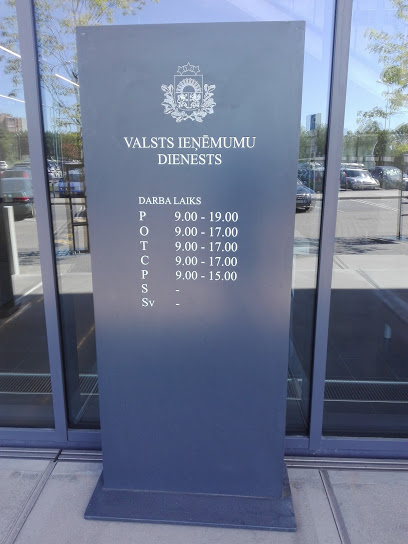 VALSTS IEŅĒMUMU
DIENESTS
DARBA LAIKS
P 9.00 - 19.00
O 9.00 - 17.00
T 9.00 - 17.00
C 9.00 - 17.00
P 9.00 - 15.00
S -
Sv -